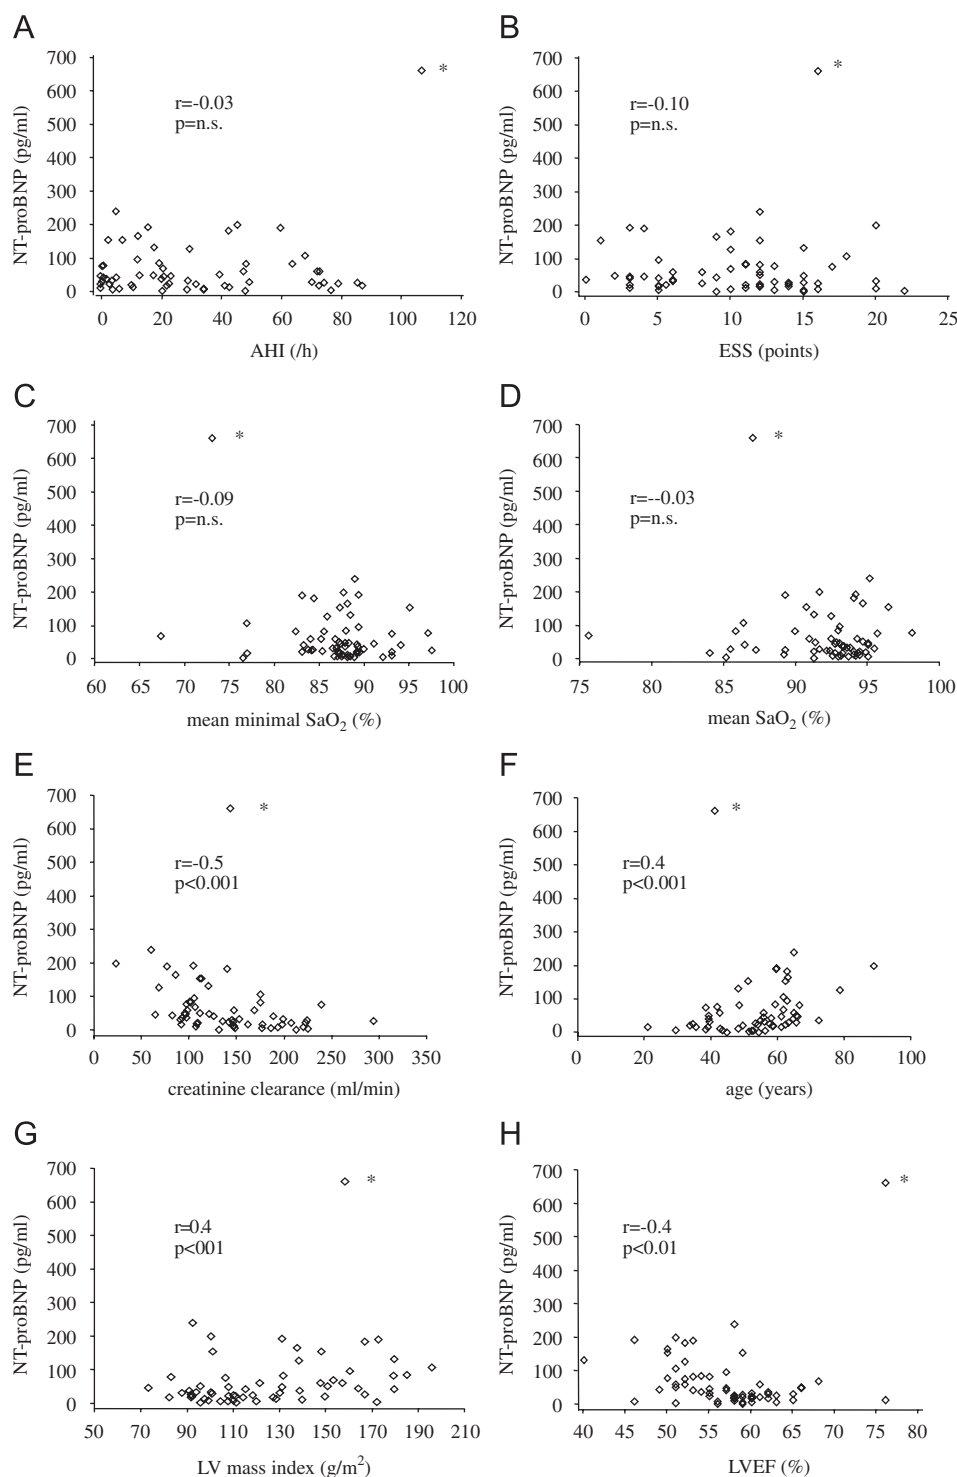 A
NT-proBNP (pg/ml)
700
600
500
400
300
200
100
0
*
r=-0.03
p=n.s.
0 20 40 60 80 100 120
AHI (/h)
B
NT-proBNP (pg/ml)
700
600
500
400
300
200
100
0
*
r=-0.10
p=n.s.
0 5 10 15 20 25
ESS (points)
C
NT-proBNP (pg/ml)
700
600
500
400
300
200
100
0
*
r=-0.09
p=n.s.
60 65 70 75 80 85 90 95 100
mean minimal SaO₂ (%)
D
NT-proBNP (pg/ml)
700
600
500
400
300
200
100
0
*
r=--0.03
p=n.s.
75 80 85 90 95 100
mean SaO₂ (%)
E
NT-proBNP (pg/ml)
700
600
500
400
300
200
100
0
*
r=-0.5
p<0.001
0 50 100 150 200 250 300 350
creatinine clearance (ml/min)
F
NT-proBNP (pg/ml)
700
600
500
400
300
200
100
0
*
r=0.4
p<0.001
0 20 40 60 80 100
age (years)
G
NT-proBNP (pg/ml)
700
600
500
400
300
200
100
0
*
r=0.4
p<001
50 70 90 110 130 150 170 190 210
LV mass index (g/m²)
H
NT-proBNP (pg/ml)
700
600
500
400
300
200
100
0
*
r=-0.4
p<0.01
40 45 50 55 60 65 70 75 80
LVEF (%)